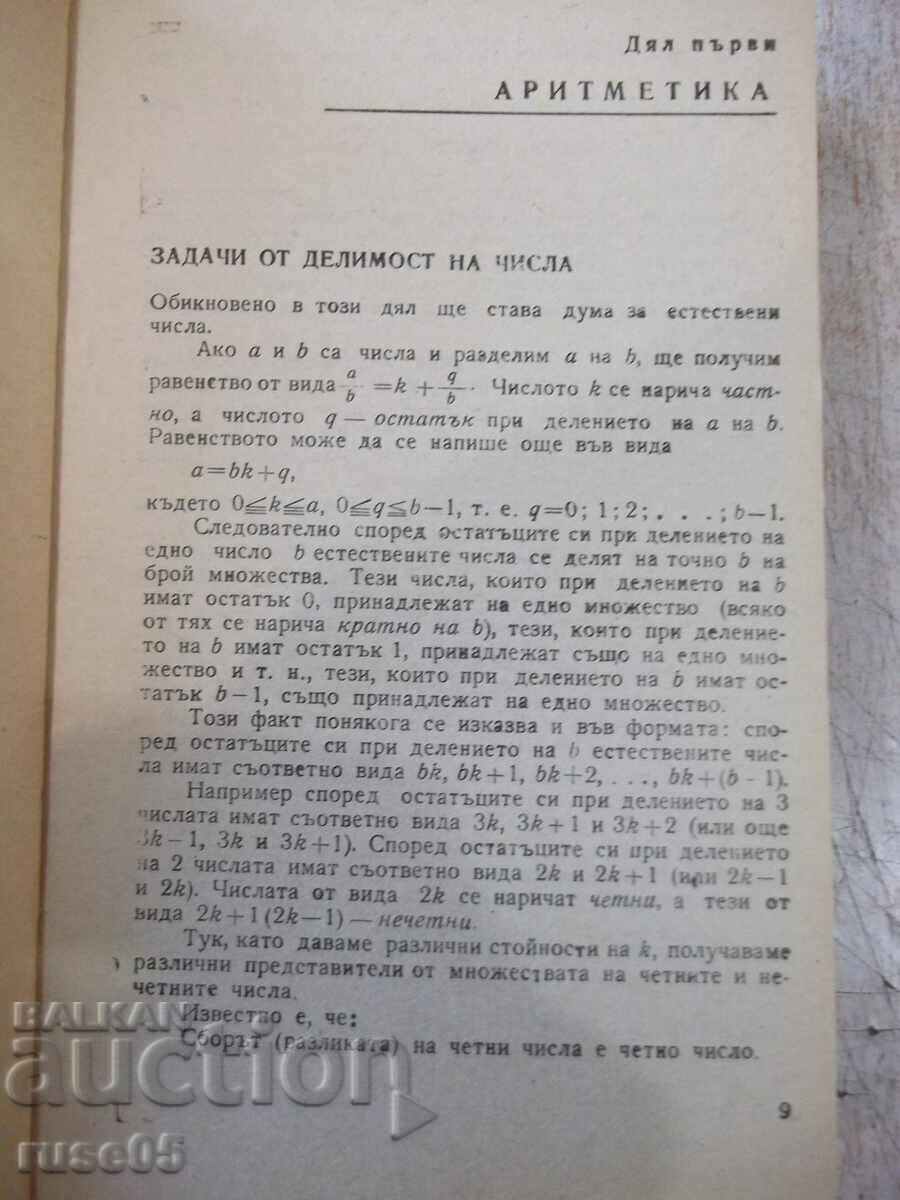 Дял първи
АРИТМЕТИКА
ЗАДАЧИ ОТ ДЕЛИМОСТ НА ЧИСЛА
Обикновено в този дял ще става дума за естествени
числа.
Ако a и b са числа и разделим a на b, ще получим
равенство от вида a/b = k + q/b. Числото k се нарича част-
но, а числото q — остатък при делението на a на b.
Равенството може да се напише още във вида
a=bk+q,
където 0≦k≦a, 0≦q≦b−1, т. е. q=0; 1; 2; . . . ; b−1.
Следователно според остатъците си при делението на
едно число b естествените числа се делят на точно b на
брой множества. Тези числа, които при делението на b
имат остатък 0, принадлежат на едно множество (всяко
от тях се нарича кратно на b), тези, които при деление-
то на b имат остатък 1, принадлежат също на едно мно-
жество и т. н., тези, които при делението на b имат ос-
татък b−1, също принадлежат на едно множество.
Този факт понякога се изказва и във формата: спо-
ред остатъците си при делението на b естествените чис-
ла имат съответно вида bk, bk+1, bk+2, . . ., bk+(b−1).
Например според остатъците си при делението на 3
числата имат съответно вида 3k, 3k+1 и 3k+2 (или още
3k−1, 3k и 3k+1). Според остатъците си при делението
на 2 числата имат съответно вида 2k и 2k+1 (или 2k−1
и 2k). Числата от вида 2k се наричат четни, а тези от
вида 2k+1 (2k−1) — нечетни.
Тук, като даваме различни стойности на k, получаваме
различни представители от множествата на четните и не-
четните числа.
Известно е, че:
Сборът (разликата) на четни числа е четно число.
9
BALKAN
auction
ruse05